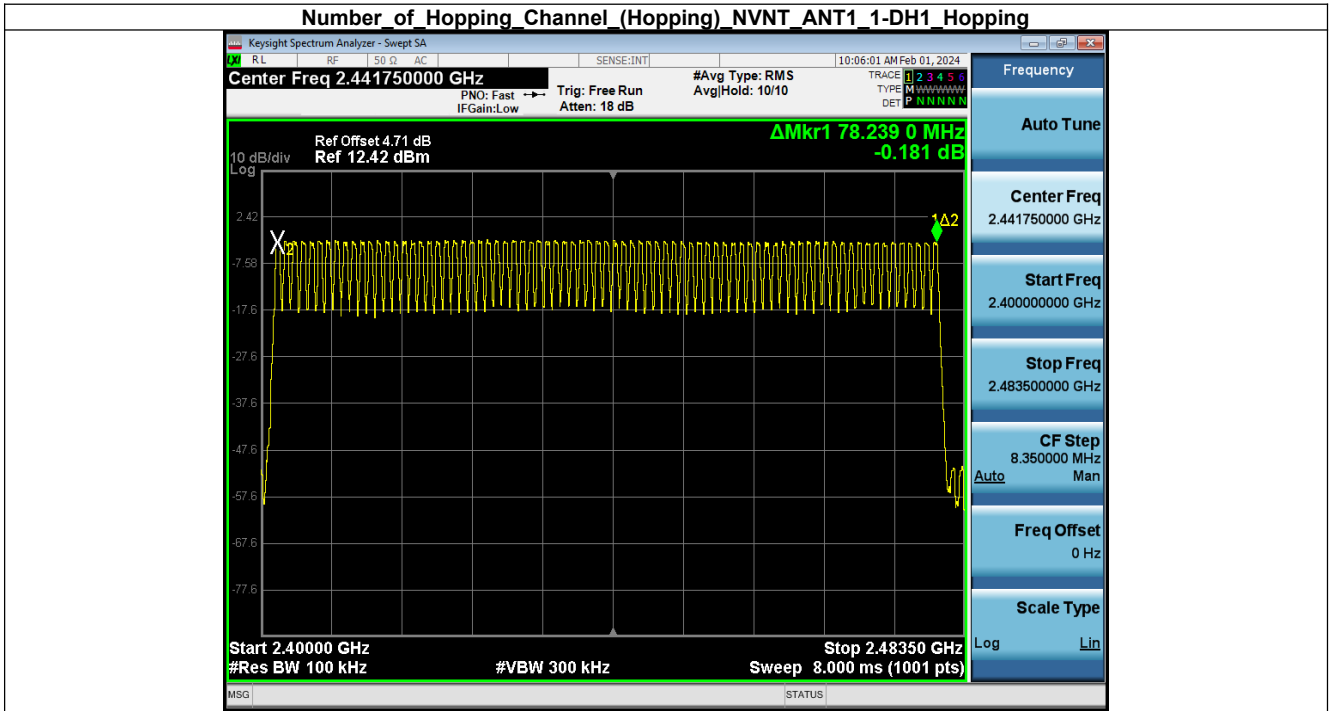 Number_of_Hopping_Channel_(Hopping)_NVNT_ANT1_1-DH1_Hopping
Keysight Spectrum Analyzer - Swept SA
LXI RL RF 50 Ω AC SENSE:INT 10:06:01 AM Feb 01, 2024
Center Freq 2.441750000 GHz
PNO: Fast
IFGain:Low
Trig: Free Run
Atten: 18 dB
#Avg Type: RMS
Avg|Hold: 10/10
TRACE 1 2 3 4 5 6
TYPE M WWWWW
DET P N N N N N
ΔMkr1 78.239 0 MHz
-0.181 dB
Ref Offset 4.71 dB
10 dB/div Ref 12.42 dBm
Log
2.42
-7.58
-17.6
-27.6
-37.6
-47.6
-57.6
-67.6
-77.6
X2
1Δ2
Start 2.40000 GHz Stop 2.48350 GHz
#Res BW 100 kHz #VBW 300 kHz Sweep 8.000 ms (1001 pts)
MSG STATUS
Frequency
Auto Tune
Center Freq
2.441750000 GHz
Start Freq
2.400000000 GHz
Stop Freq
2.483500000 GHz
CF Step
8.350000 MHz
Auto Man
Freq Offset
0 Hz
Scale Type
Log Lin